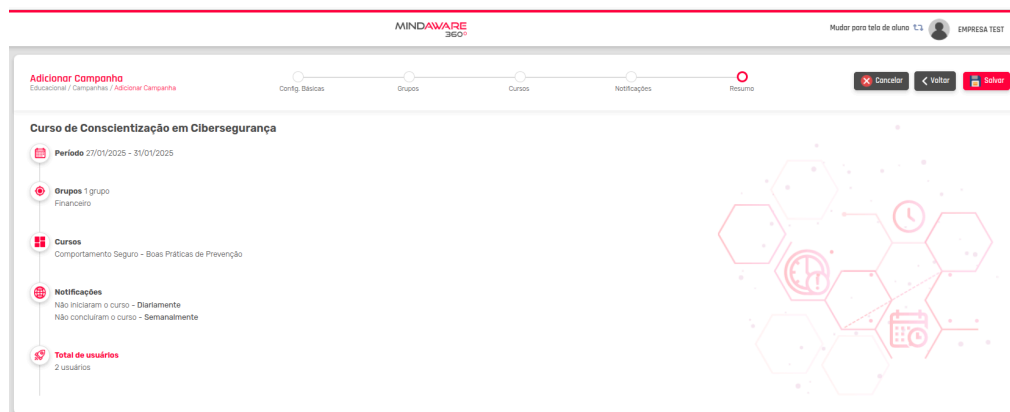 MINDAWARE
360°
Mudar para tela de aluno
EMPRESA TEST
Adicionar Campanha
Educacional / Campanhas / Adicionar Campanha
Config. Básicas
Grupos
Cursos
Notificações
Resumo
Cancelar
Voltar
Salvar
Curso de Conscientização em Cibersegurança
Período 27/01/2025 - 31/01/2025
Grupos 1 grupo
Financeiro
Cursos
Comportamento Seguro - Boas Práticas de Prevenção
Notificações
Não iniciaram o curso - Diariamente
Não concluíram o curso - Semanalmente
Total de usuários
2 usuários